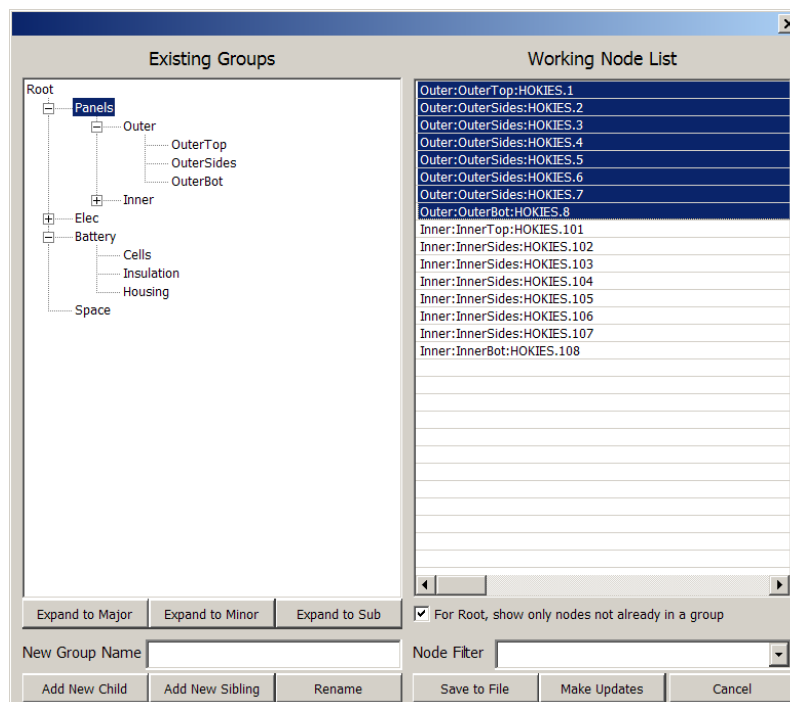 Existing Groups
Working Node List
Root
Panels
Outer
OuterTop
OuterSides
OuterBot
Inner
Elec
Battery
Cells
Insulation
Housing
Space
Outer:OuterTop:HOKIES.1
Outer:OuterSides:HOKIES.2
Outer:OuterSides:HOKIES.3
Outer:OuterSides:HOKIES.4
Outer:OuterSides:HOKIES.5
Outer:OuterSides:HOKIES.6
Outer:OuterSides:HOKIES.7
Outer:OuterBot:HOKIES.8
Inner:InnerTop:HOKIES.101
Inner:InnerSides:HOKIES.102
Inner:InnerSides:HOKIES.103
Inner:InnerSides:HOKIES.104
Inner:InnerSides:HOKIES.105
Inner:InnerSides:HOKIES.106
Inner:InnerSides:HOKIES.107
Inner:InnerBot:HOKIES.108
Expand to Major
Expand to Minor
Expand to Sub
For Root, show only nodes not already in a group
New Group Name
Node Filter
Add New Child
Add New Sibling
Rename
Save to File
Make Updates
Cancel